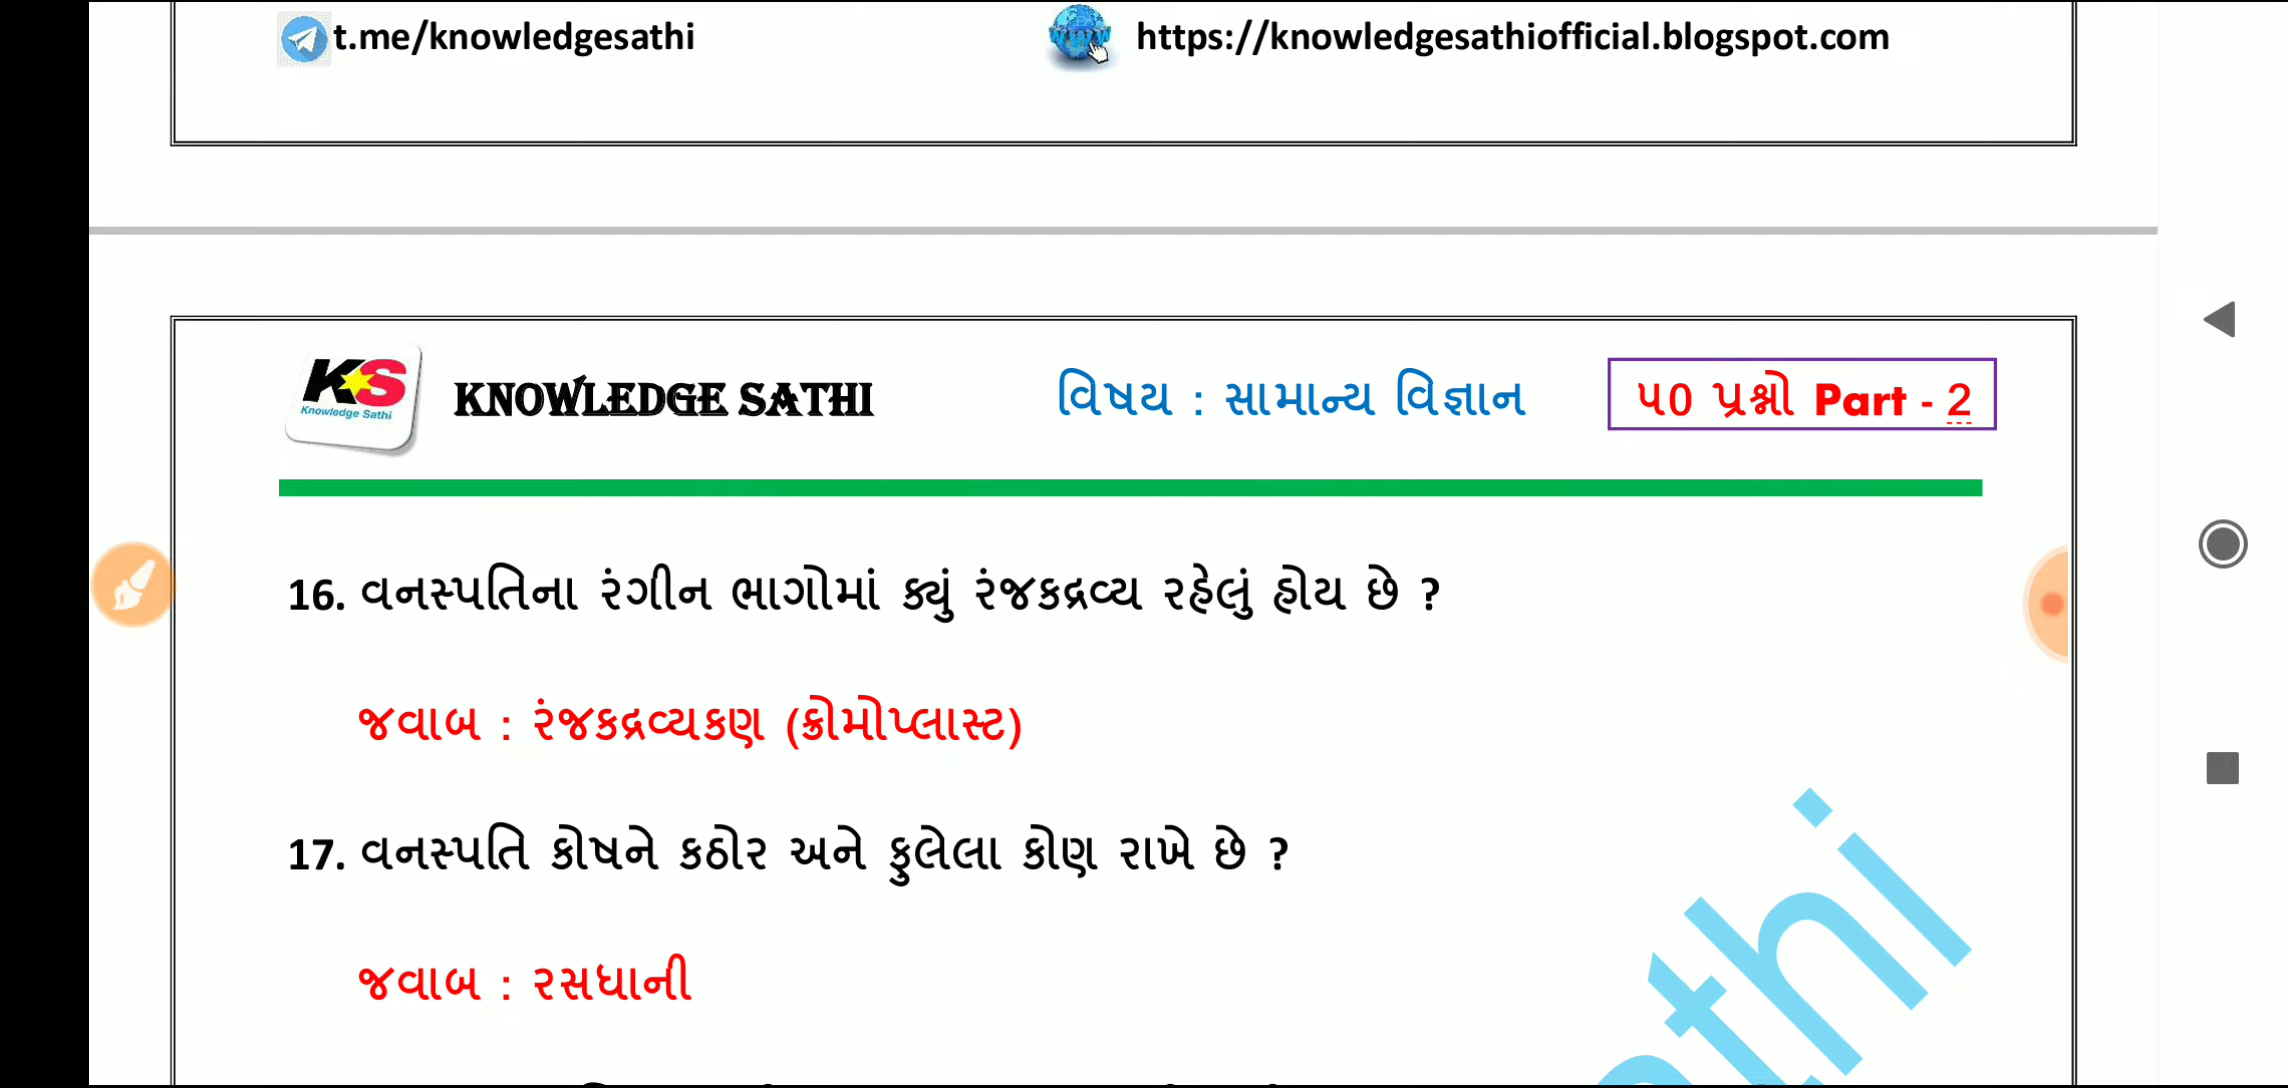 t.me/knowledgesathi
https://knowledgesathiofficial.blogspot.com
KS
Knowledge Sathi
KNOWLEDGE SATHI
વિષય : સામાન્ય વિજ્ઞાન
૫૦ પ્રશ્નો Part - 2
16. વનસ્પતિના રંગીન ભાગોમાં ક્યું રંજકદ્રવ્ય રહેલું હોય છે ?
જવાબ : રંજકદ્રવ્યકણ (ક્રોમોપ્લાસ્ટ)
17. વનસ્પતિ કોષને કઠોર અને ફુલેલા કોણ રાખે છે ?
જવાબ : રસધાની
athi